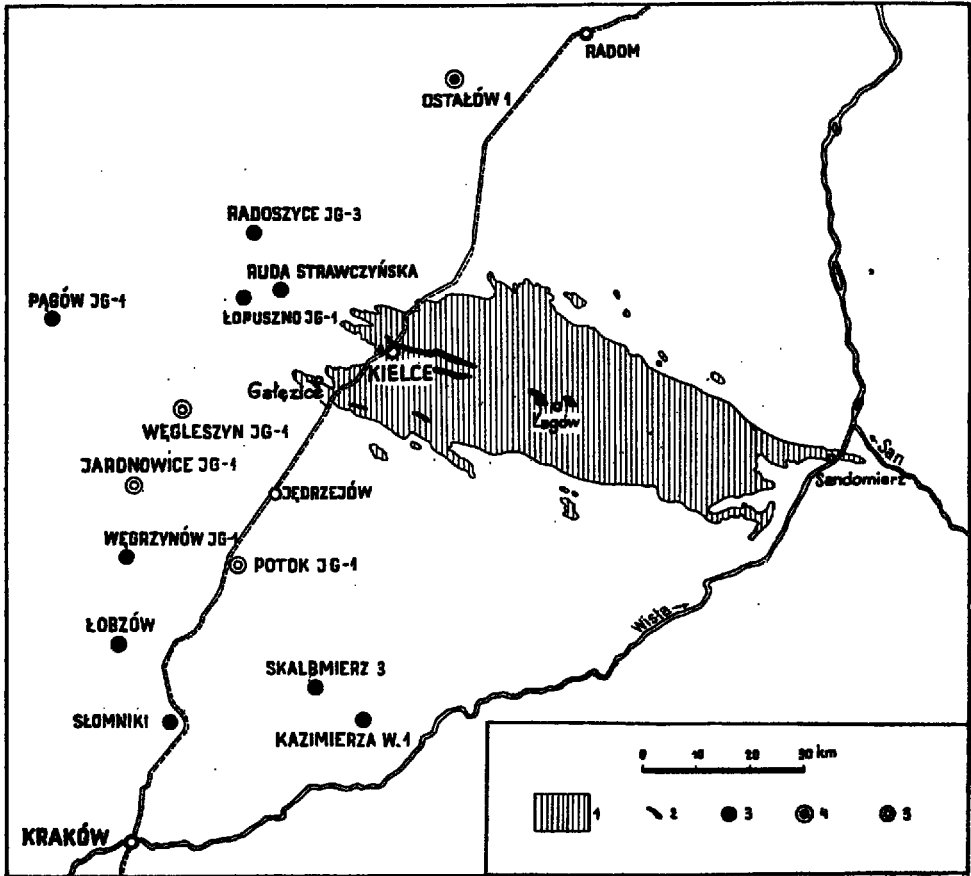 RADOM
OSTAŁÓW 1
RADOSZYCE JG-3
RUDA STRAWCZYŃSKA
PĄGÓW JG-1
ŁOPUSZNO JG-1
KIELCE
Gałęzice
Łagów
WĘGLESZYN JG-1
San
JARONOWICE JG-1
Sandomierz
JĘDRZEJÓW
WĘGRZYNÓW JG-1
POTOK JG-1
Wisła
ŁOBZÓW
SKALBMIERZ 3
SŁOMNIKI
KAZIMIERZA W.1
0 10 20 30 km
1 2 3 4 5
KRAKÓW